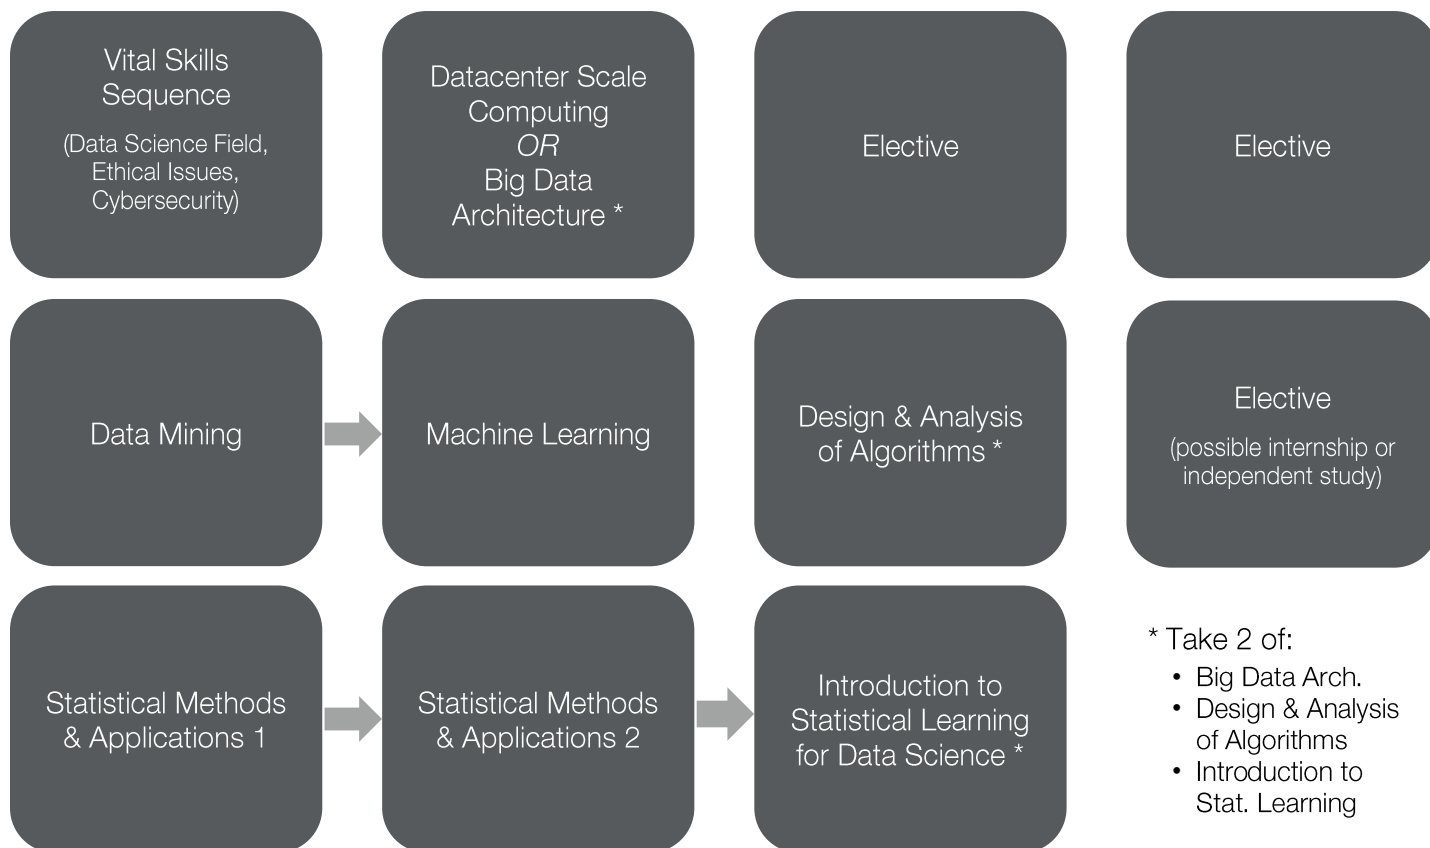 Vital Skills
Sequence
(Data Science Field,
Ethical Issues,
Cybersecurity)
Datacenter Scale
Computing
OR
Big Data
Architecture *
Elective
Elective
Data Mining
Machine Learning
Design & Analysis
of Algorithms *
Elective
(possible internship or
independent study)
Statistical Methods
& Applications 1
Statistical Methods
& Applications 2
Introduction to
Statistical Learning
for Data Science *
* Take 2 of:
• Big Data Arch.
• Design & Analysis
of Algorithms
• Introduction to
Stat. Learning